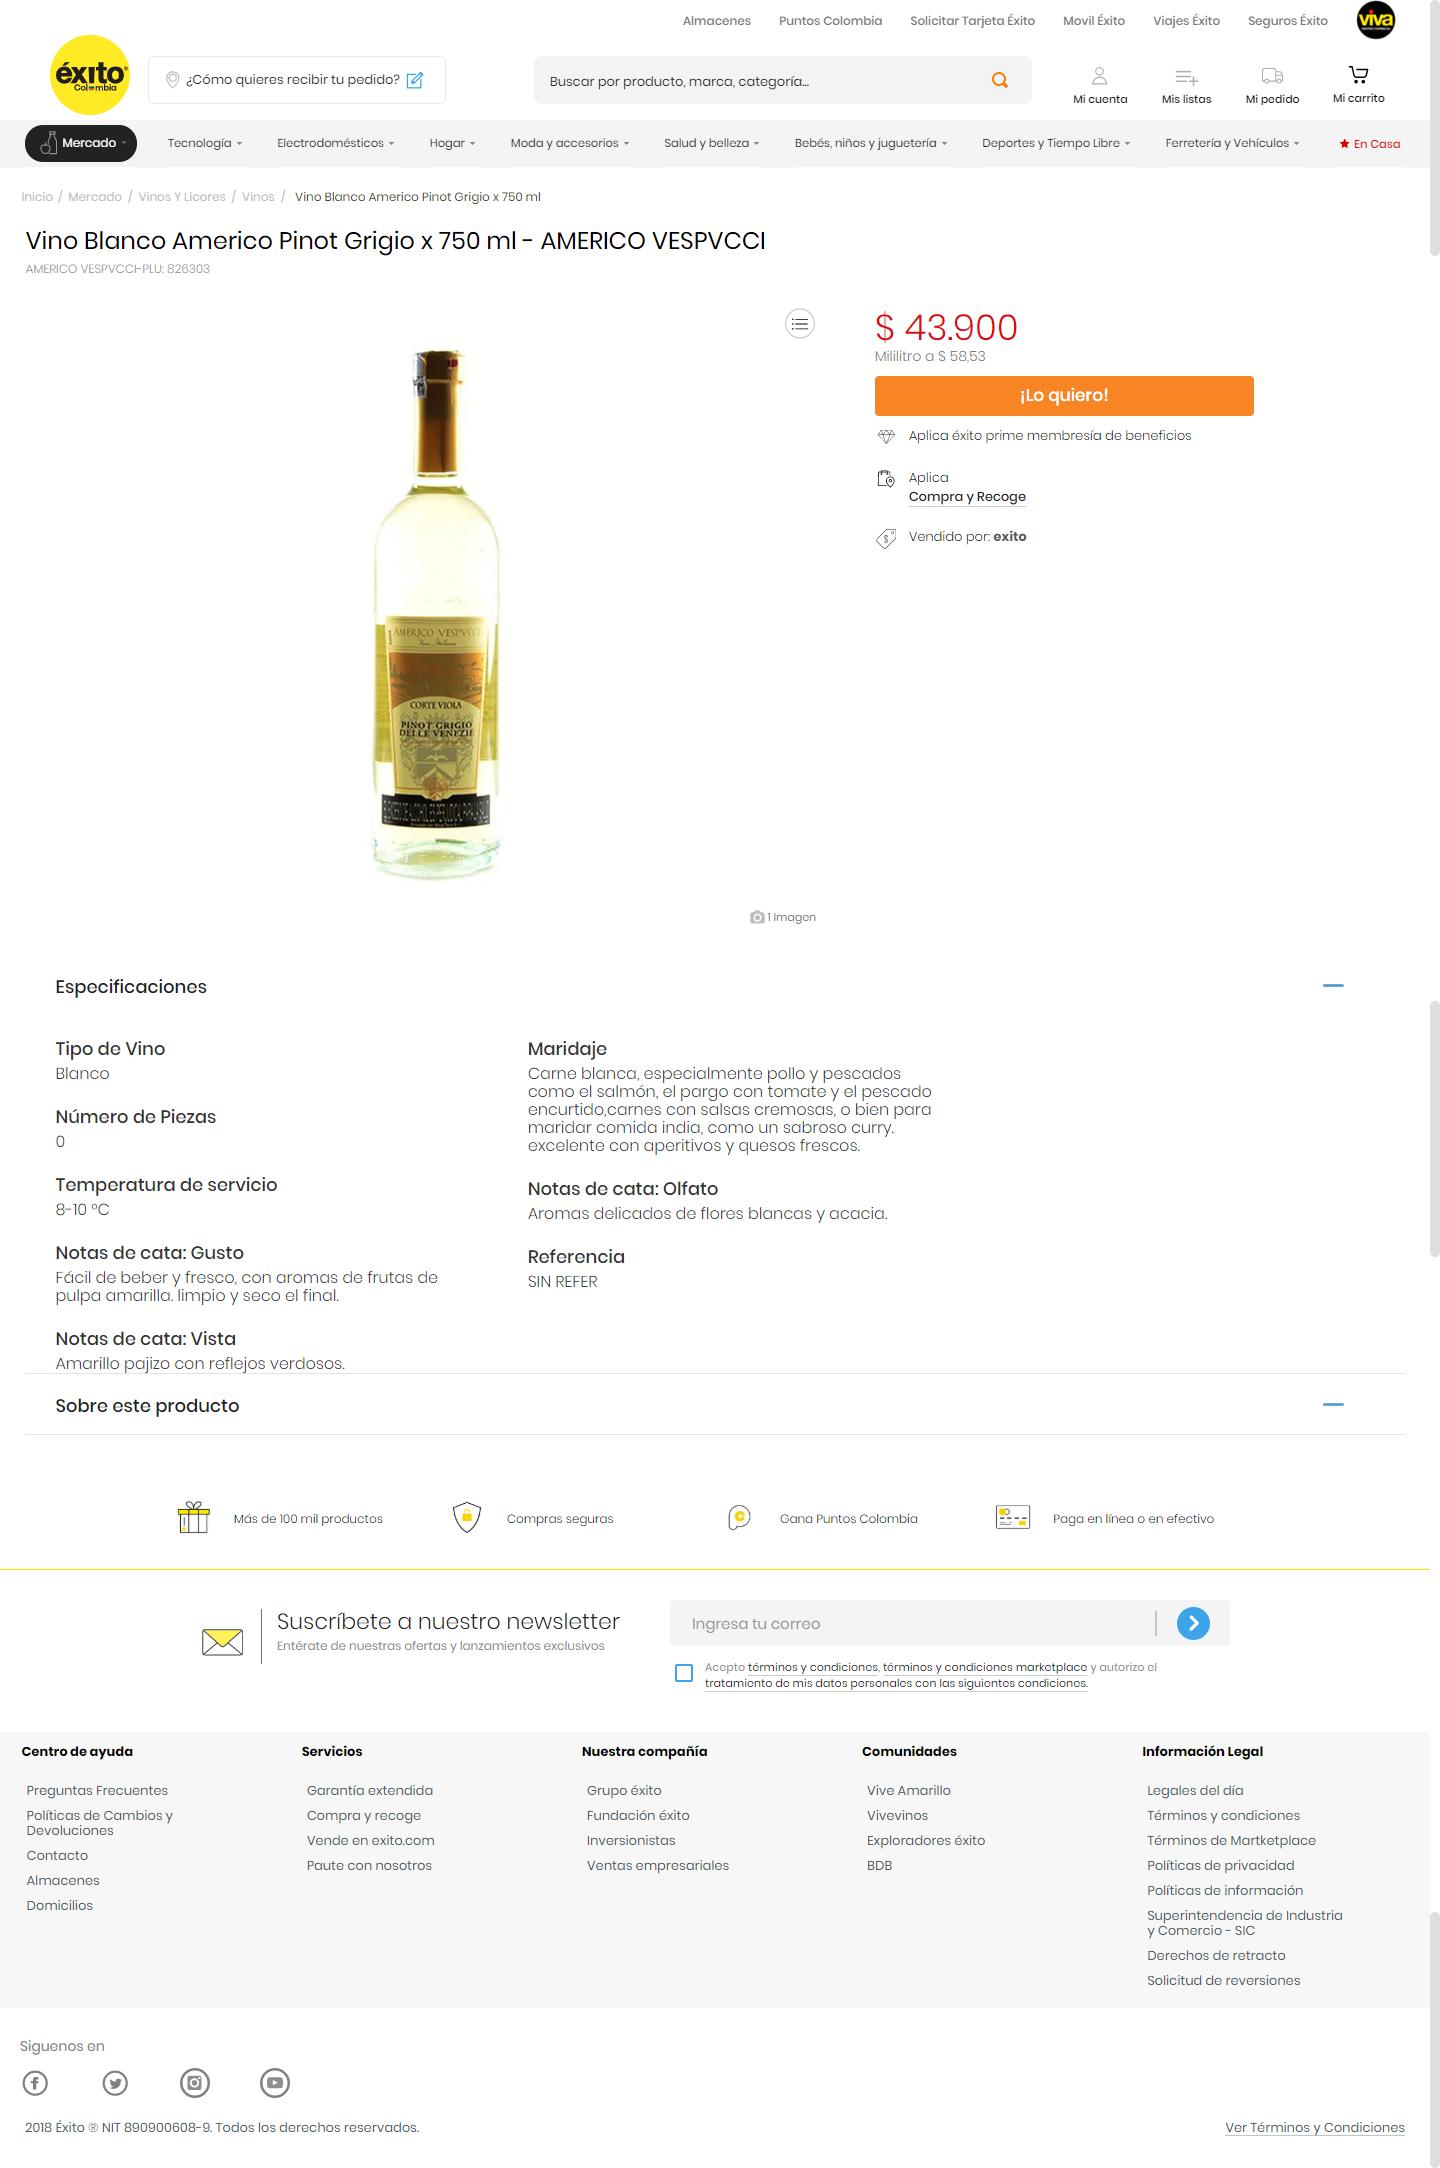 Almacenes Puntos Colombia Solicitar Tarjeta Éxito Movil Éxito Viajes Éxito Seguros Éxito viva
éxito
Colombia
¿Cómo quieres recibir tu pedido?
Buscar por producto, marca, categoría...
Mi cuenta Mis listas Mi pedido Mi carrito
Mercado Tecnología Electrodomésticos Hogar Moda y accesorios Salud y belleza Bebés, niños y juguetería Deportes y Tiempo Libre Ferretería y Vehículos En Casa
Inicio / Mercado / Vinos Y Licores / Vinos / Vino Blanco Americo Pinot Grigio x 750 ml
Vino Blanco Americo Pinot Grigio x 750 ml - AMERICO VESPVCCI
AMERICO VESPVCCI-PLU: 826303
$ 43.900
Mililitro a $ 58,53
¡Lo quiero!
Aplica éxito prime membresía de beneficios
Aplica
Compra y Recoge
Vendido por: exito
AMERICO VESPVCCI
CORTE VIOLA
PINOT GRIGIO
DELLE VENEZIE
1 Imagen
Especificaciones
Tipo de Vino
Blanco
Número de Piezas
0
Temperatura de servicio
8-10 °C
Notas de cata: Gusto
Fácil de beber y fresco, con aromas de frutas de
pulpa amarilla. limpio y seco el final.
Notas de cata: Vista
Amarillo pajizo con reflejos verdosos.
Maridaje
Carne blanca, especialmente pollo y pescados
como el salmón, el pargo con tomate y el pescado
encurtido,carnes con salsas cremosas, o bien para
maridar comida india, como un sabroso curry.
excelente con aperitivos y quesos frescos.
Notas de cata: Olfato
Aromas delicados de flores blancas y acacia.
Referencia
SIN REFER
Sobre este producto
Más de 100 mil productos Compras seguras Gana Puntos Colombia Paga en línea o en efectivo
Suscríbete a nuestro newsletter
Entérate de nuestras ofertas y lanzamientos exclusivos
Ingresa tu correo
Acepto términos y condiciones, términos y condiciones marketplace y autorizo el
tratamiento de mis datos personales con las siguientes condiciones.
Centro de ayuda
Preguntas Frecuentes
Políticas de Cambios y
Devoluciones
Contacto
Almacenes
Domicilios
Servicios
Garantía extendida
Compra y recoge
Vende en exito.com
Paute con nosotros
Nuestra compañía
Grupo éxito
Fundación éxito
Inversionistas
Ventas empresariales
Comunidades
Vive Amarillo
Vivevinos
Exploradores éxito
BDB
Información Legal
Legales del día
Términos y condiciones
Términos de Martketplace
Políticas de privacidad
Políticas de información
Superintendencia de Industria
y Comercio - SIC
Derechos de retracto
Solicitud de reversiones
Siguenos en
2018 Éxito ® NIT 890900608-9. Todos los derechos reservados.
Ver Términos y Condiciones